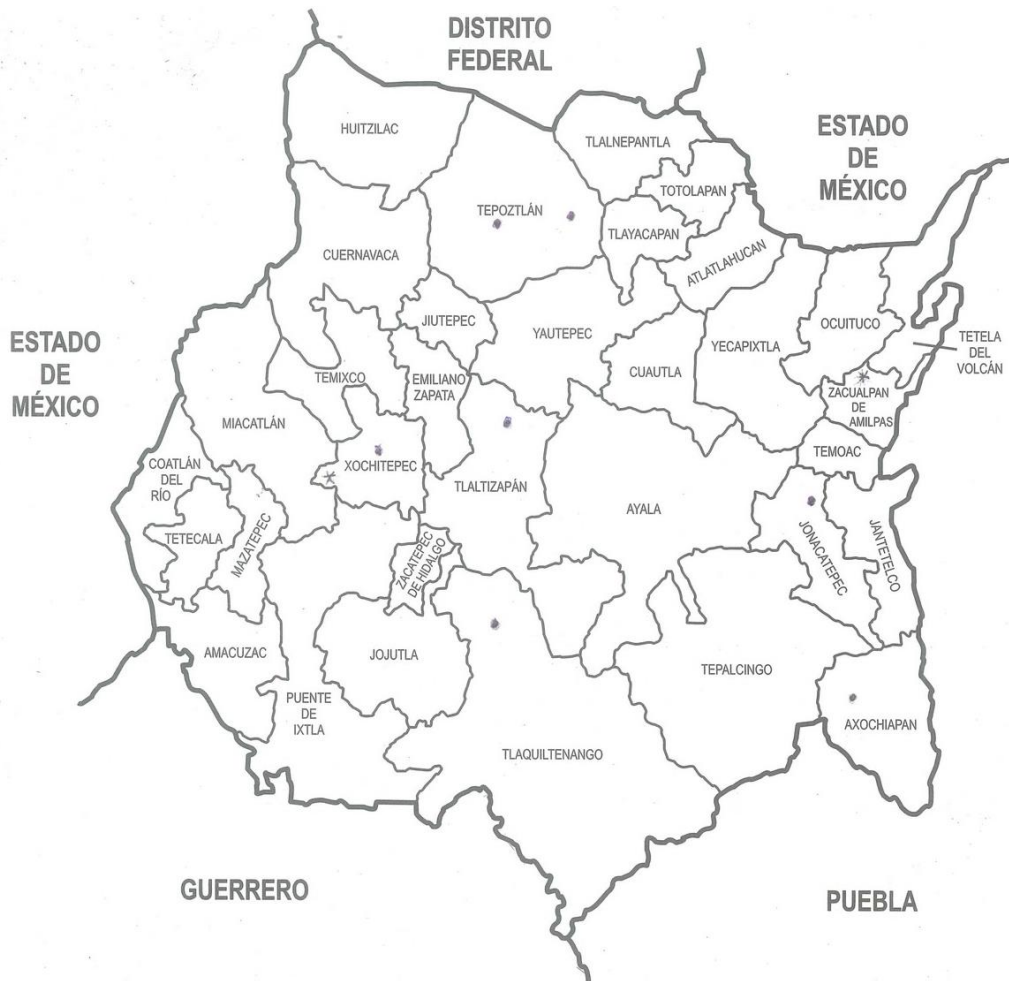 DISTRITO
FEDERAL
HUITZILAC
TLALNEPANTLA
ESTADO
DE
MÉXICO
TOTOLAPAN
TEPOZTLÁN
TLAYACAPAN
CUERNAVACA
ATLATLAHUCAN
JIUTEPEC
YAUTEPEC
OCUITUCO
YECAPIXTLA
TETELA
DEL
VOLCÁN
ESTADO
DE
MÉXICO
TEMIXCO
EMILIANO
ZAPATA
CUAUTLA
ZACUALPAN
DE
AMILPAS
MIACATLÁN
TEMOAC
COATLÁN
DEL
RÍO
XOCHITEPEC
TLALTIZAPÁN
AYALA
TETECALA
MAZATEPEC
ZACATEPEC
DE HIDALGO
JONACATEPEC
JANTETELCO
AMACUZAC
JOJUTLA
TEPALCINGO
PUENTE
DE
IXTLA
AXOCHIAPAN
TLAQUILTENANGO
GUERRERO
PUEBLA